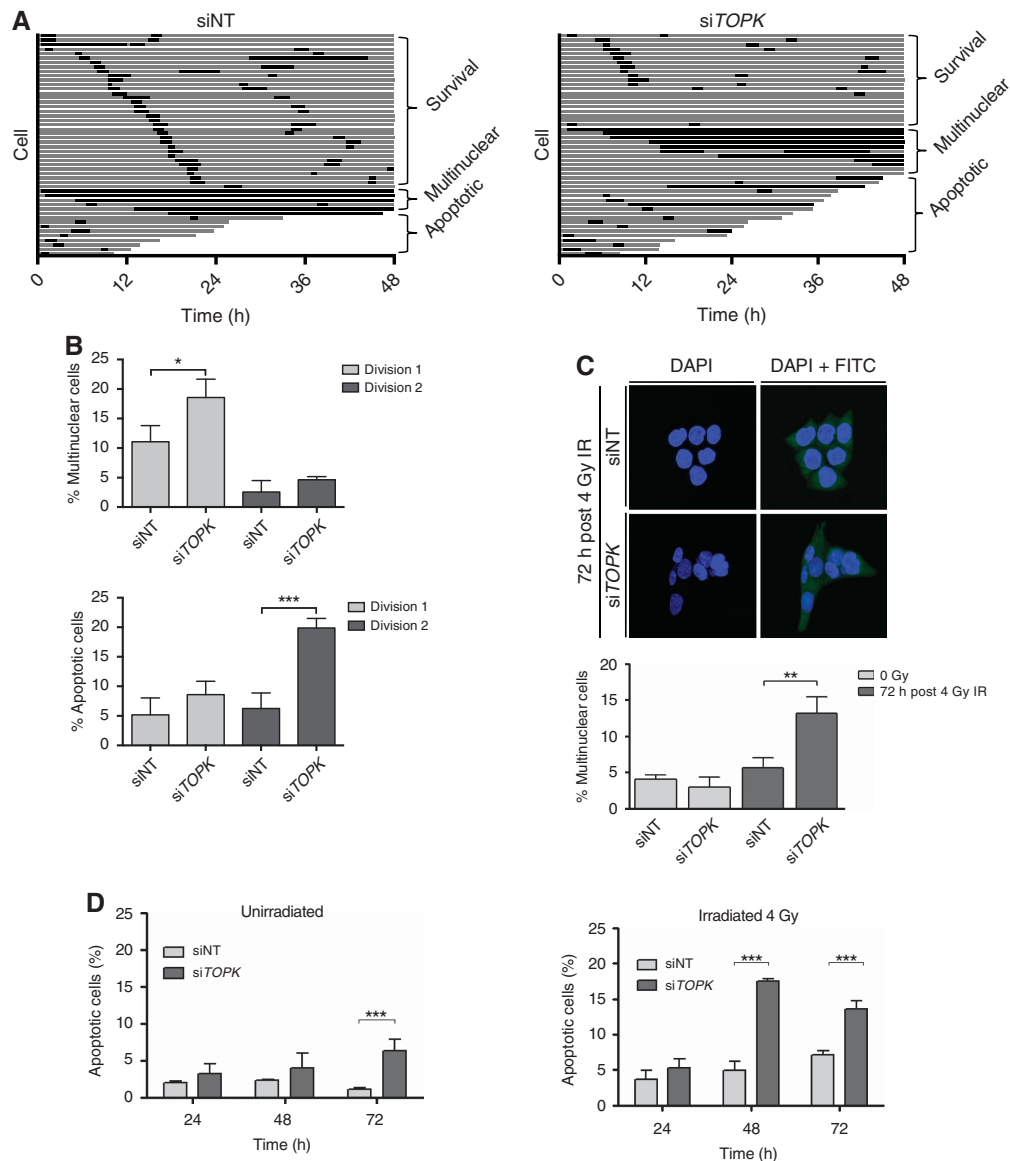 A
siNT
Cell
Survival
Multinuclear
Apoptotic
0 12 24 36 48
Time (h)
siTOPK
Cell
Survival
Multinuclear
Apoptotic
0 12 24 36 48
Time (h)
B
% Multinuclear cells
25
20
15
10
5
0
*
Division 1
Division 2
siNT siTOPK siNT siTOPK
% Apoptotic cells
25
20
15
10
5
0
***
Division 1
Division 2
siNT siTOPK siNT siTOPK
C
DAPI DAPI + FITC
72 h post 4 Gy IR
siNT
siTOPK
% Multinuclear cells
20
15
10
5
0
**
0 Gy
72 h post 4 Gy IR
siNT siTOPK siNT siTOPK
D
Unirradiated
Apoptotic cells (%)
25
20
15
10
5
0
siNT
siTOPK
***
24 48 72
Time (h)
Irradiated 4 Gy
Apoptotic cells (%)
25
20
15
10
5
0
siNT
siTOPK
*** ***
24 48 72
Time (h)